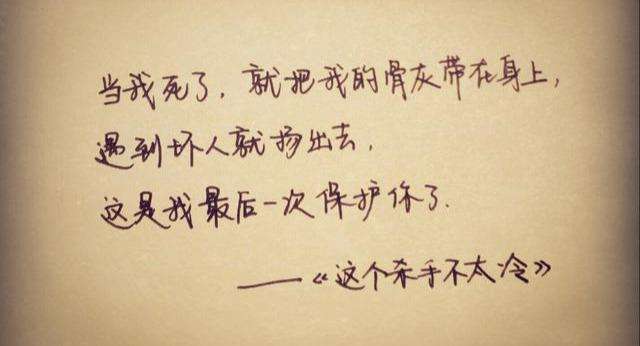 当我死了，就把我的骨灰带在身上，
遇到坏人就扬出去，
这是我最后一次保护你了.
——《这个杀手不太冷》